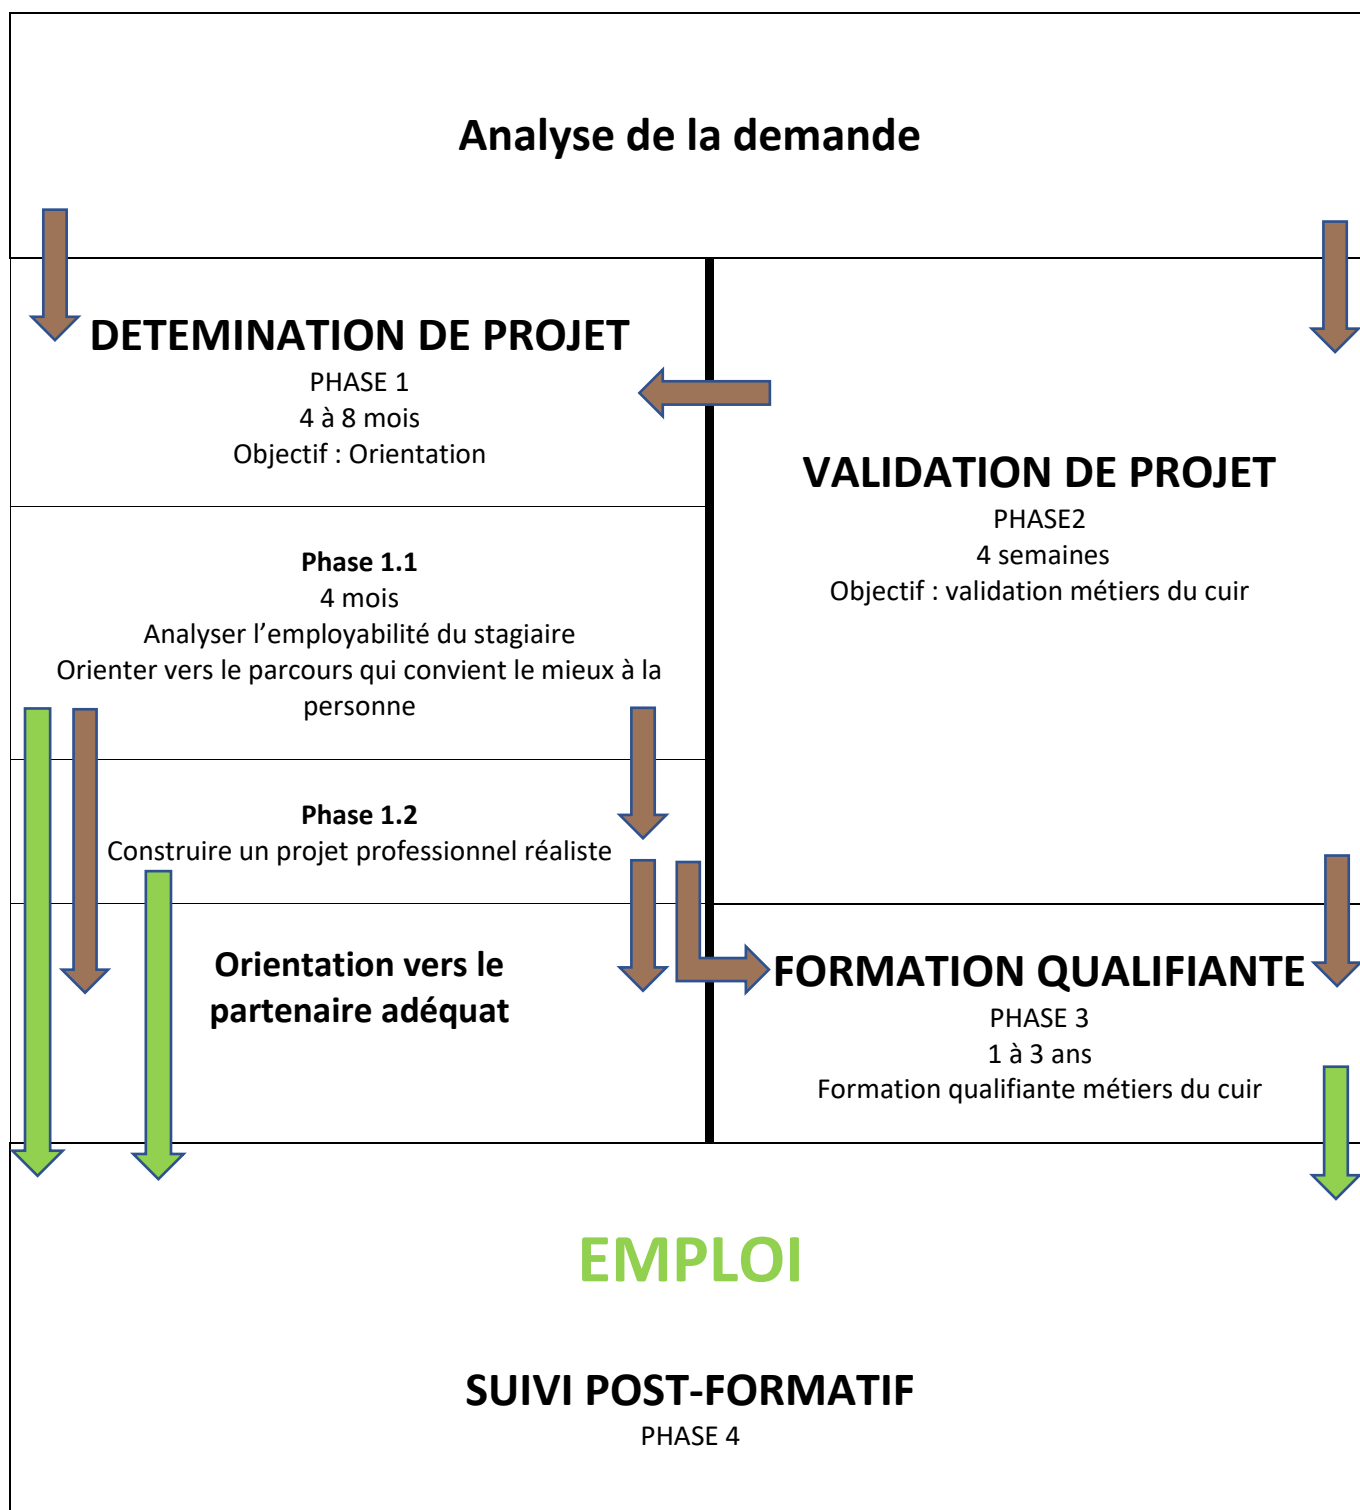 Analyse de la demande
DETEMINATION DE PROJET
PHASE 1
4 à 8 mois
Objectif : Orientation
Phase 1.1
4 mois
Analyser l'employabilité du stagiaire
Orienter vers le parcours qui convient le mieux à la
personne
Phase 1.2
Construire un projet professionnel réaliste
Orientation vers le
partenaire adéquat
VALIDATION DE PROJET
PHASE2
4 semaines
Objectif : validation métiers du cuir
FORMATION QUALIFIANTE
PHASE 3
1 à 3 ans
Formation qualifiante métiers du cuir
EMPLOI
SUIVI POST-FORMATIF
PHASE 4